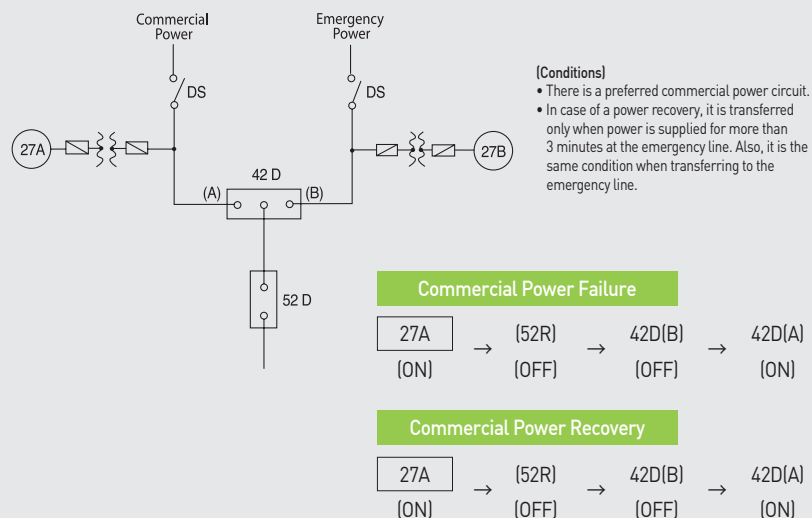 Commercial
Power
Emergency
Power
DS
DS
27A
27B
42 D
(A)
(B)
52 D
(Conditions)
• There is a preferred commercial power circuit.
• In case of a power recovery, it is transferred
only when power is supplied for more than
3 minutes at the emergency line. Also, it is the
same condition when transferring to the
emergency line.
Commercial Power Failure
27A → (52R) → 42D(B) → 42D(A)
(ON) (OFF) (OFF) (ON)
Commercial Power Recovery
27A → (52R) → 42D(B) → 42D(A)
(ON) (OFF) (OFF) (ON)